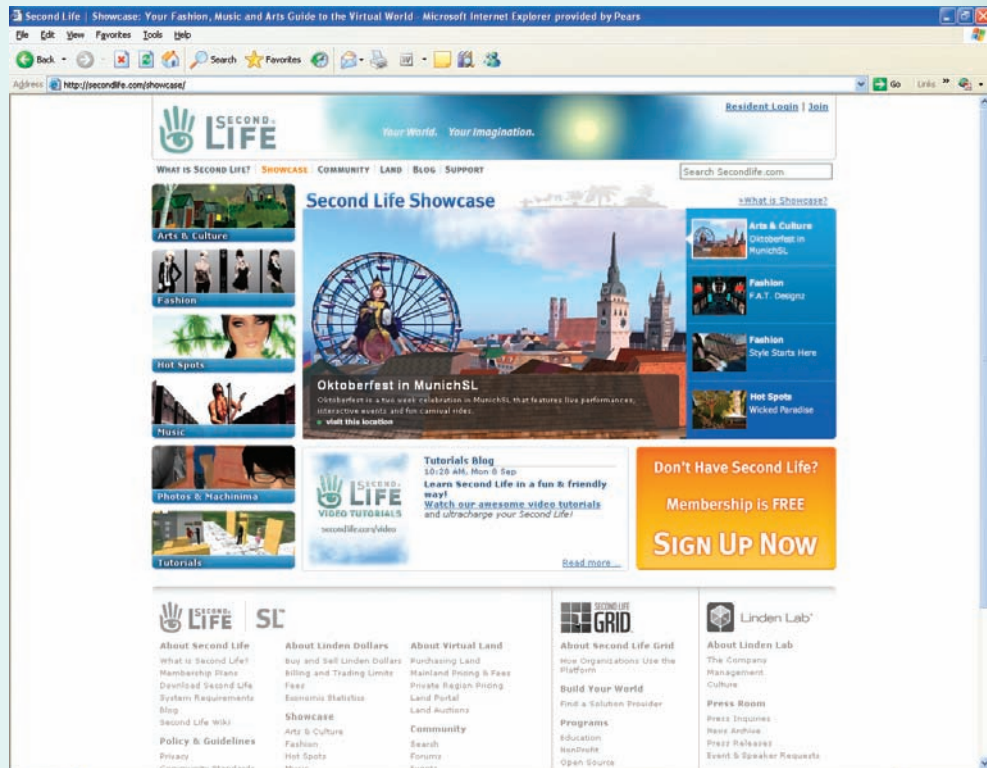 Second Life | Showcase: Your Fashion, Music and Arts Guide to the Virtual World - Microsoft Internet Explorer provided by Pears
File Edit View Favorites Tools Help
Back Search Favorites
Address http://secondlife.com/showcase/ Go Links
Resident Login | Join
SECOND LIFE
Your World. Your Imagination.
WHAT IS SECOND LIFE? SHOWCASE COMMUNITY LAND BLOG SUPPORT
Search Secondlife.com
Second Life Showcase
»What is Showcase?
Arts & Culture
Fashion
Hot Spots
Music
Photos & Machinima
Tutorials
Oktoberfest in MunichSL
Oktoberfest is a two week celebration in MunichSL that features live performances,
interactive events and fun carnival rides.
visit this location
Arts & Culture
Oktoberfest in
MunichSL
Fashion
F.A.T. Designz
Fashion
Style Starts Here
Hot Spots
Wicked Paradise
SECOND LIFE
VIDEO TUTORIALS
secondlife.com/video
Tutorials Blog
10:28 AM, Mon 8 Sep
Learn Second Life in a fun & friendly
way!
Watch our awesome video tutorials
and ultracharge your Second Life!
Read more ...
Don't Have Second Life?
Membership is FREE
SIGN UP NOW
SECOND LIFE SL™
About Second Life
What is Second Life?
Membership Plans
Download Second Life
System Requirements
Blog
Second Life Wiki
Policy & Guidelines
Privacy
Community Standards
About Linden Dollars
Buy and Sell Linden Dollars
Billing and Trading Limits
Fees
Economic Statistics
Showcase
Arts & Culture
Fashion
Hot Spots
Music
About Virtual Land
Purchasing Land
Mainland Pricing & Fees
Private Region Pricing
Land Portal
Land Auctions
Community
Search
Forums
Events
SECOND LIFE
GRID
About Second Life Grid
How Organizations Use the
Platform
Build Your World
Find a Solution Provider
Programs
Education
NonProfit
Open Source
Linden Lab®
About Linden Lab
The Company
Management
Culture
Press Room
Press Inquiries
News Archive
Press Releases
Event & Speaker Requests